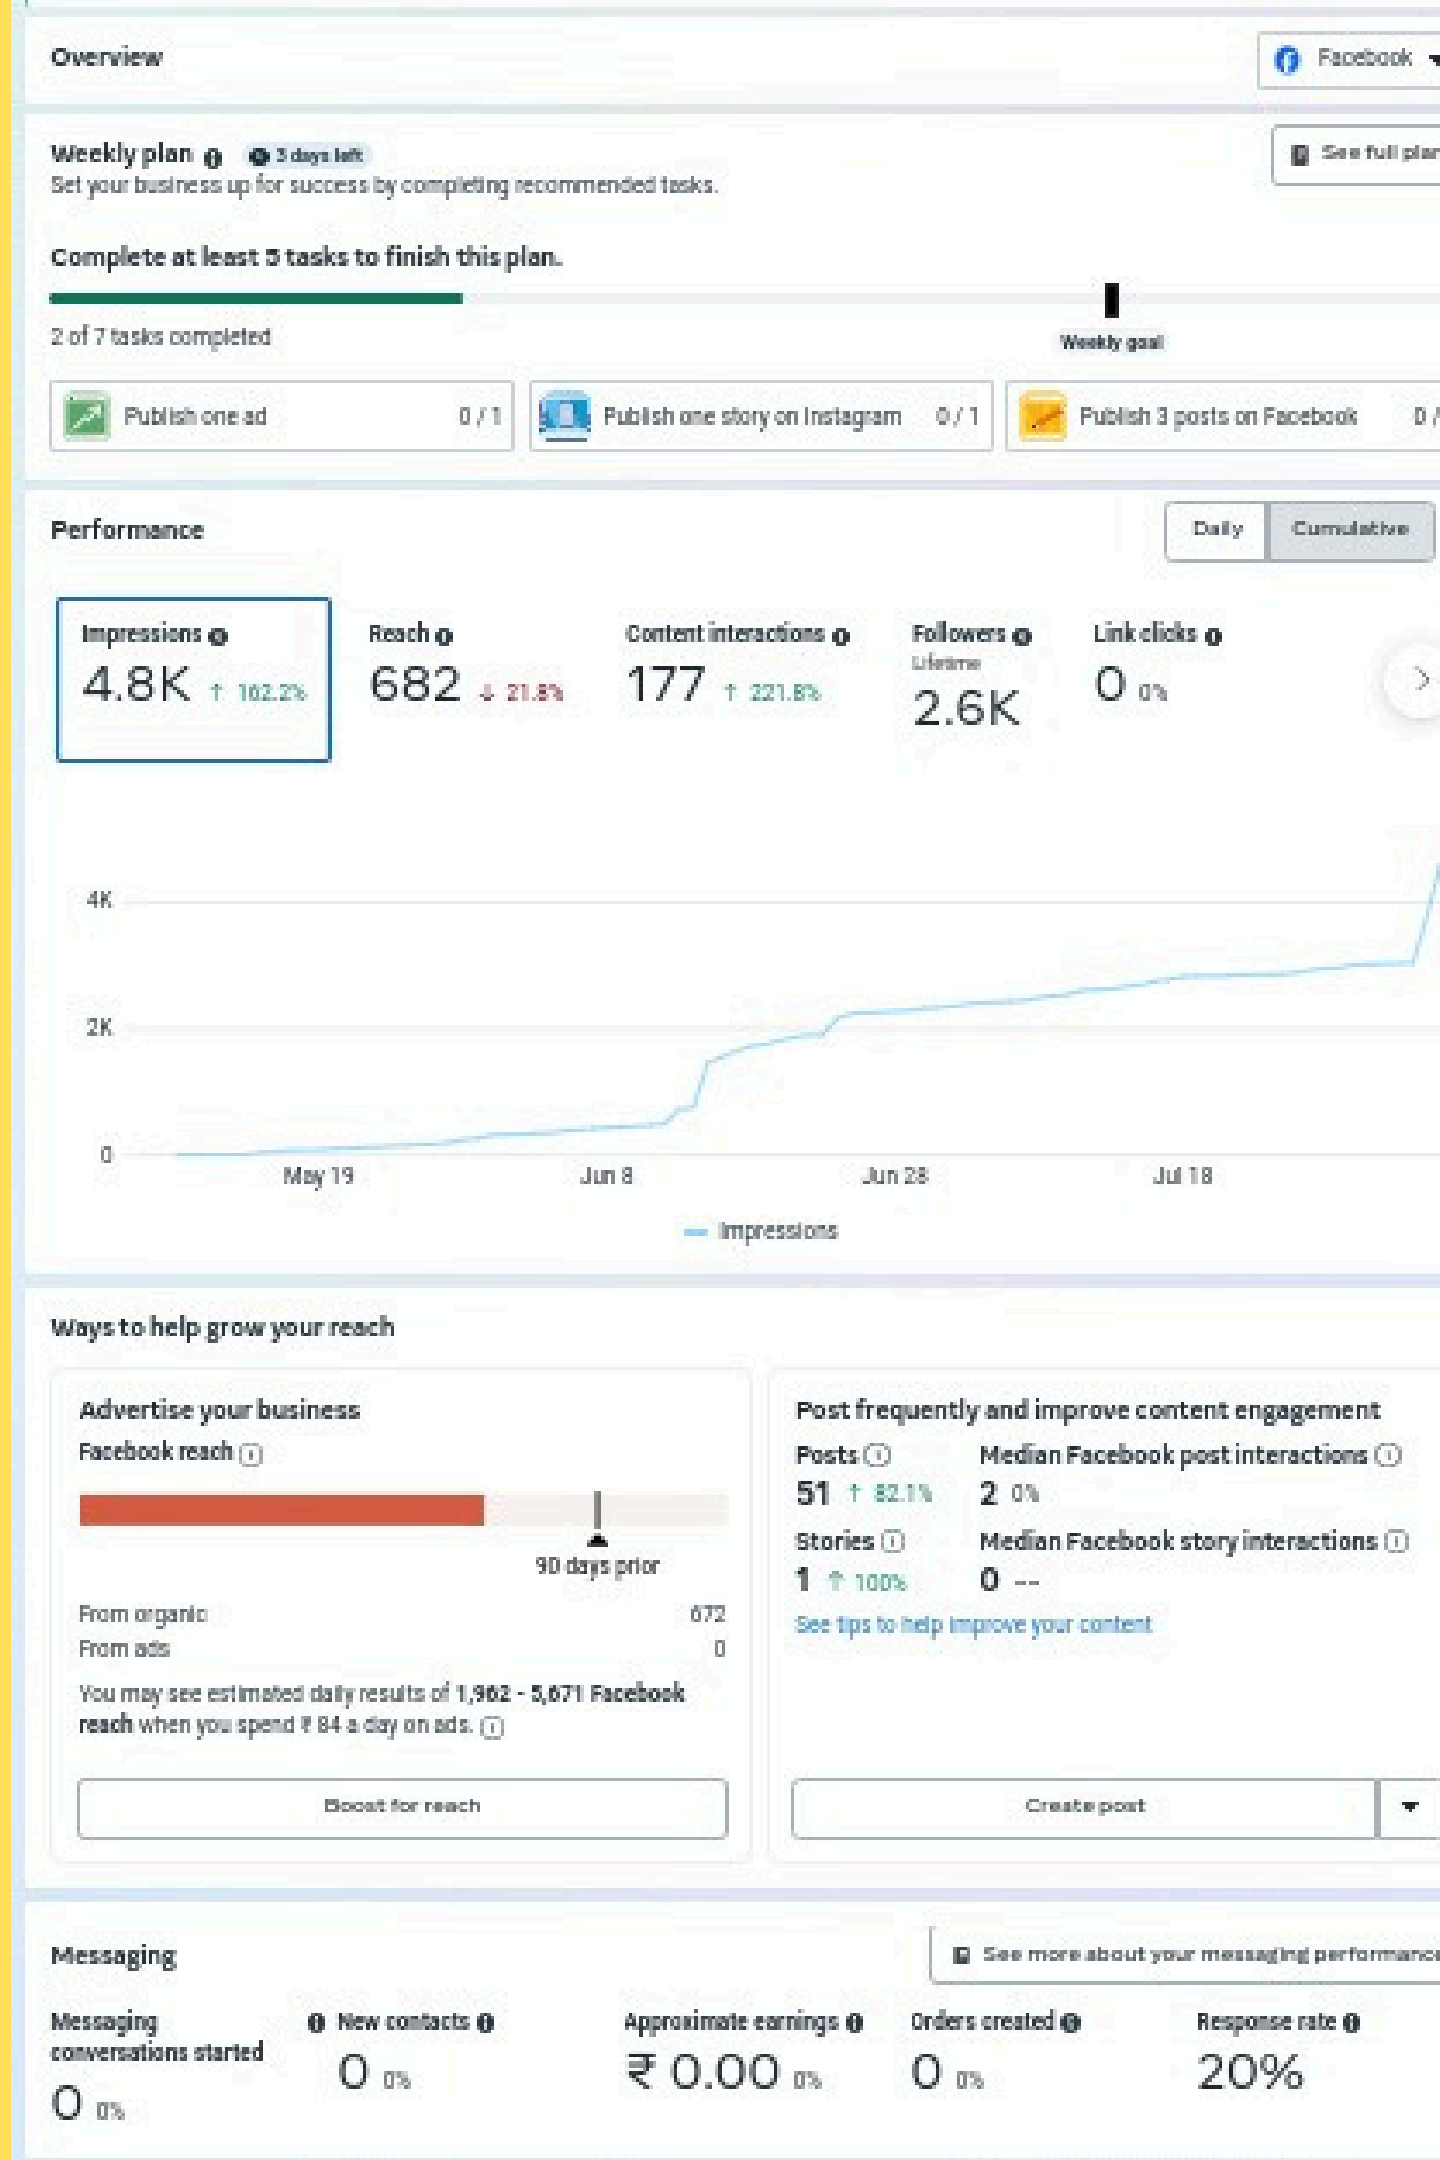 Overview
Facebook
Weekly plan 3 days left
See full plan
Set your business up for success by completing recommended tasks.
Complete at least 5 tasks to finish this plan.
2 of 7 tasks completed
Weekly goal
Publish one ad 0 / 1
Publish one story on Instagram 0 / 1
Publish 3 posts on Facebook 0 /
Performance
Daily Cumulative
Impressions
4.8K ↑ 162.2%
Reach
682 ↓ 21.8%
Content interactions
177 ↑ 221.8%
Followers
Lifetime
2.6K
Link clicks
0 0%
4K
2K
0
May 19 Jun 8 Jun 28 Jul 18
Impressions
Ways to help grow your reach
Advertise your business
Facebook reach
90 days prior
From organic 672
From ads 0
You may see estimated daily results of 1,962 - 5,671 Facebook
reach when you spend ₹ 84 a day on ads.
Boost for reach
Post frequently and improve content engagement
Posts
51 ↑ 82.1%
Median Facebook post interactions
2 0%
Stories
1 ↑ 100%
Median Facebook story interactions
0 --
See tips to help improve your content
Create post
Messaging
See more about your messaging performance
Messaging
conversations started
0 0%
New contacts
0 0%
Approximate earnings
₹ 0.00 0%
Orders created
0 0%
Response rate
20%